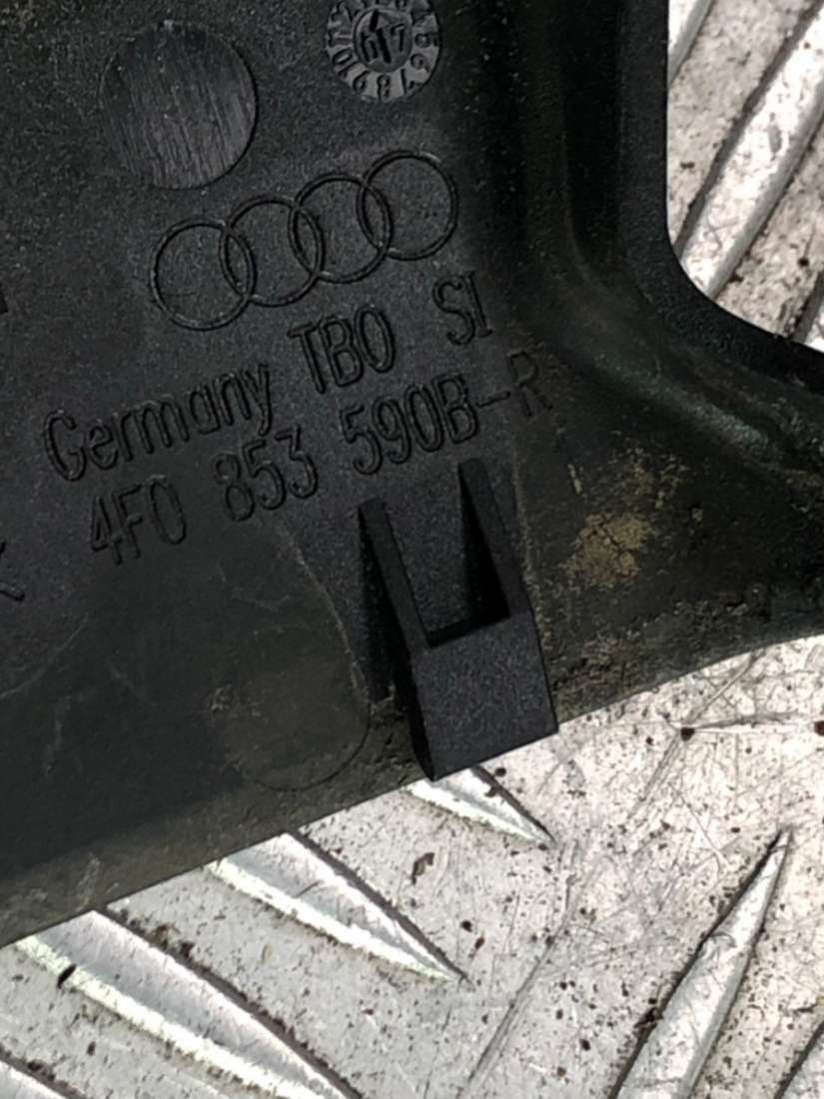 Germany TBO SI
4F0 853 590B-R